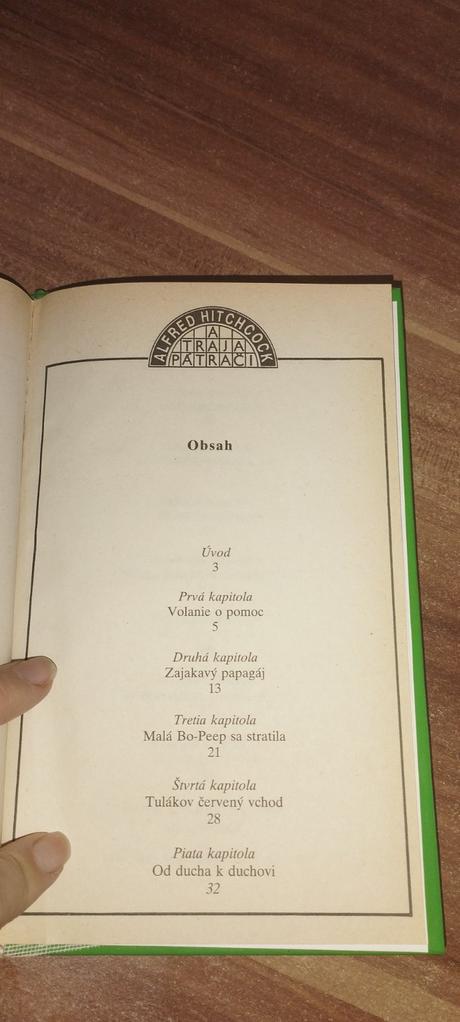 ALFRED HITCHCOCK
A
TRAJA
PÁTRAČI
Obsah
Úvod
3
Prvá kapitola
Volanie o pomoc
5
Druhá kapitola
Zajakavý papagáj
13
Tretia kapitola
Malá Bo-Peep sa stratila
21
Štvrtá kapitola
Tulákov červený vchod
28
Piata kapitola
Od ducha k duchovi
32